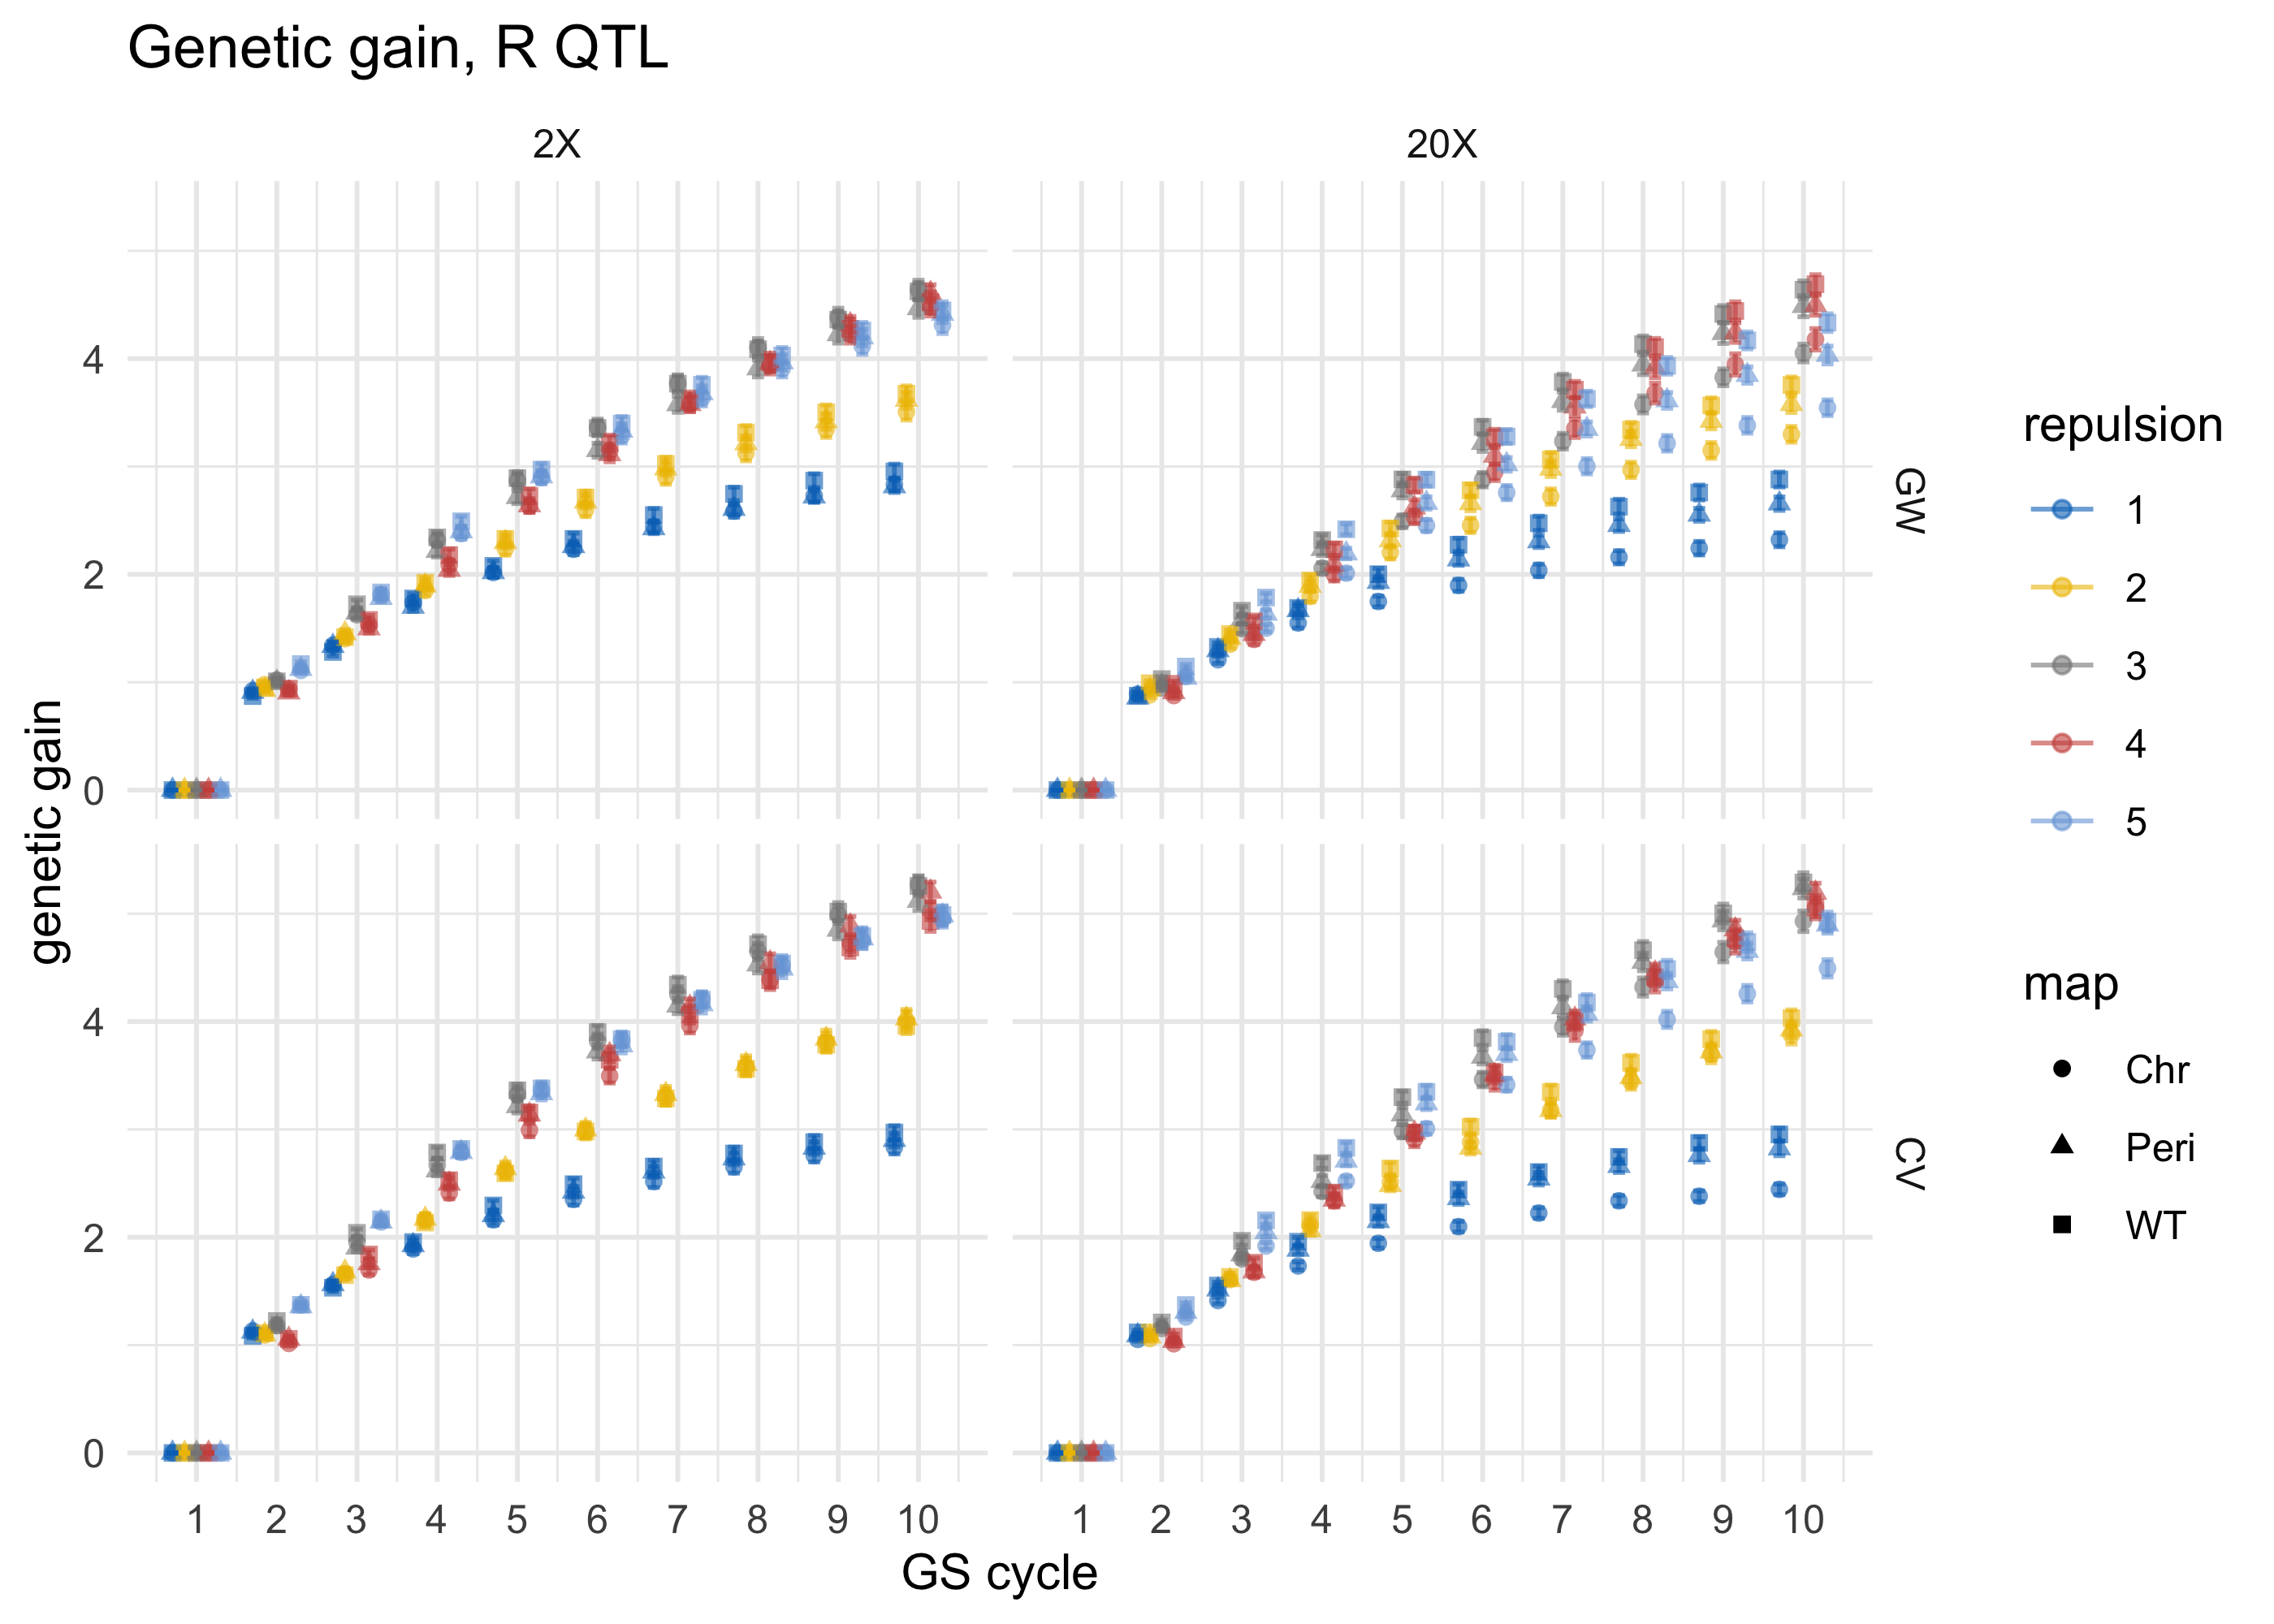 Genetic gain, R QTL
2X
20X
genetic gain
4
2
0
GW
4
2
0
CV
1 2 3 4 5 6 7 8 9 10
1 2 3 4 5 6 7 8 9 10
GS cycle
repulsion
1
2
3
4
5
map
Chr
Peri
WT